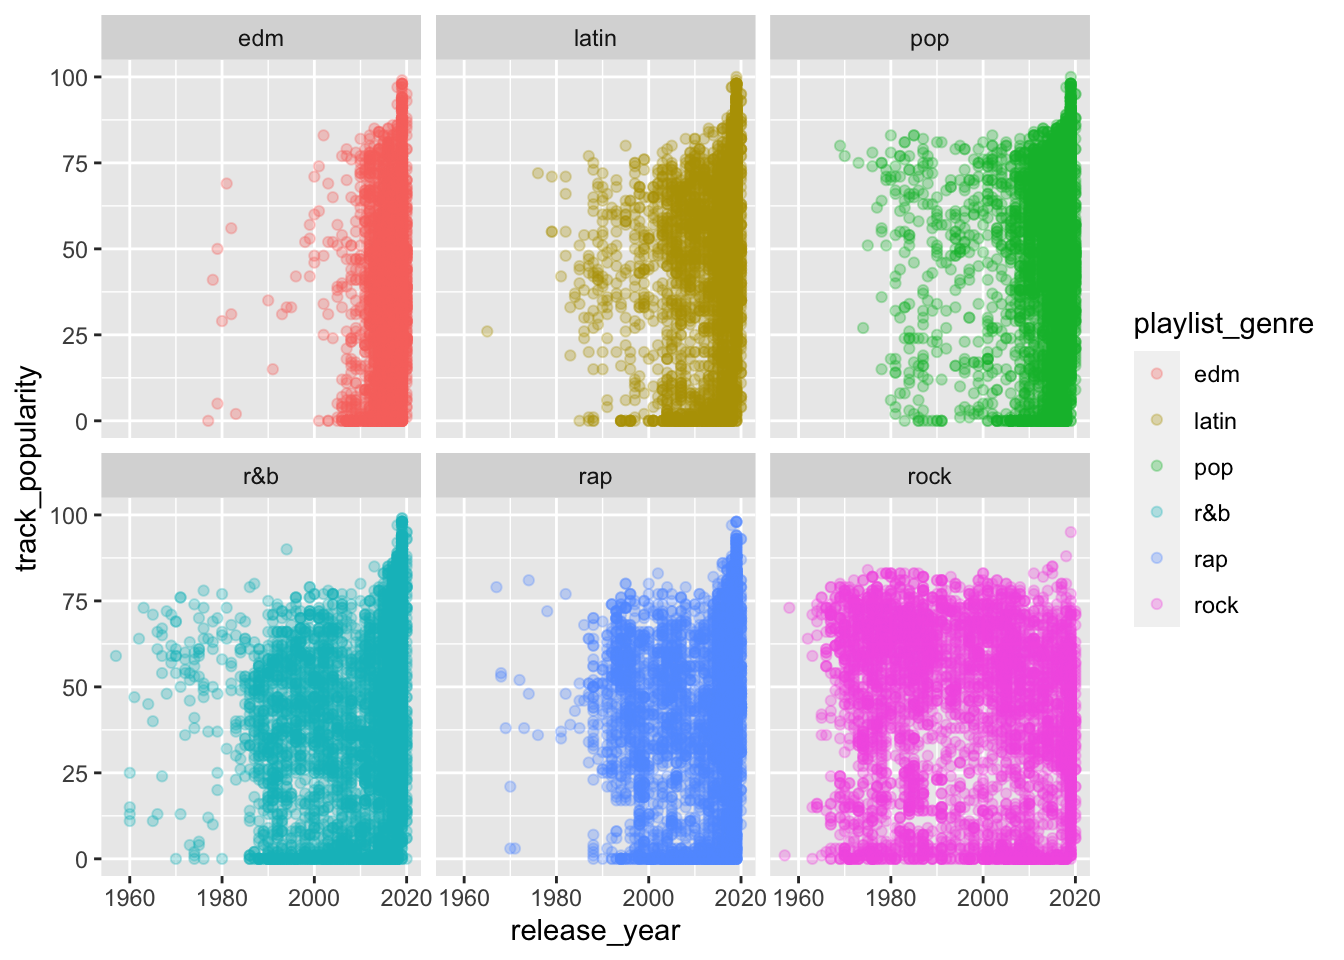 edm latin pop
100
75
50
25
0
r&b rap rock
100
75
50
25
0
1960 1980 2000 2020 1960 1980 2000 2020 1960 1980 2000 2020
release_year
track_popularity
playlist_genre
edm
latin
pop
r&b
rap
rock